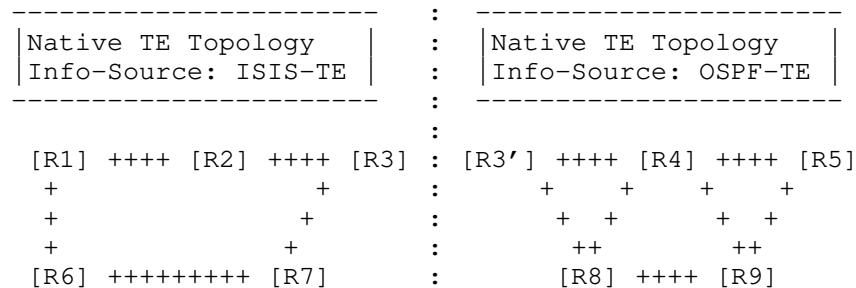 -----------------------   :   -----------------------
|Native TE Topology   |   :   |Native TE Topology   |
|Info-Source: ISIS-TE |   :   |Info-Source: OSPF-TE |
-----------------------   :   -----------------------
                          :
 [R1] ++++ [R2] ++++ [R3] : [R3'] ++++ [R4] ++++ [R5]
  +                +      :      +    +    +    +
  +               +       :       +  +      +  +
  +              +        :        ++        ++
 [R6] +++++++++ [R7]      :       [R8] ++++ [R9]